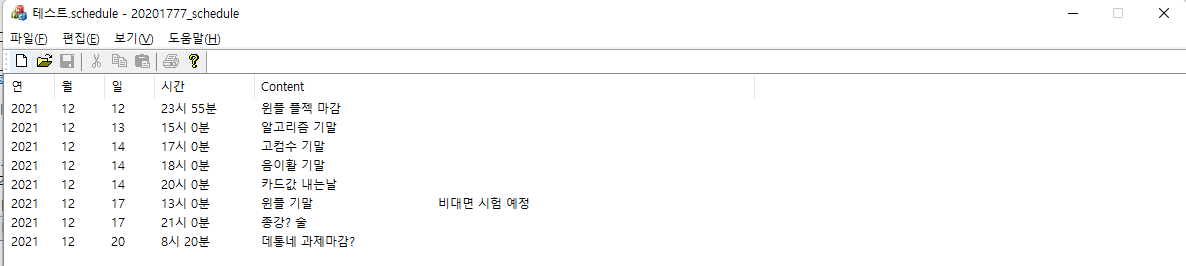 테스트.schedule - 20201777_schedule
파일(F) 편집(E) 보기(V) 도움말(H)
연 월 일 시간 Content
2021 12 12 23시 55분 윈플 플젝 마감
2021 12 13 15시 0분 알고리즘 기말
2021 12 14 17시 0분 고컴수 기말
2021 12 14 18시 0분 음이활 기말
2021 12 14 20시 0분 카드값 내는날
2021 12 17 13시 0분 윈플 기말 비대면 시험 예정
2021 12 17 21시 0분 종강? 술
2021 12 20 8시 20분 데통네 과제마감?